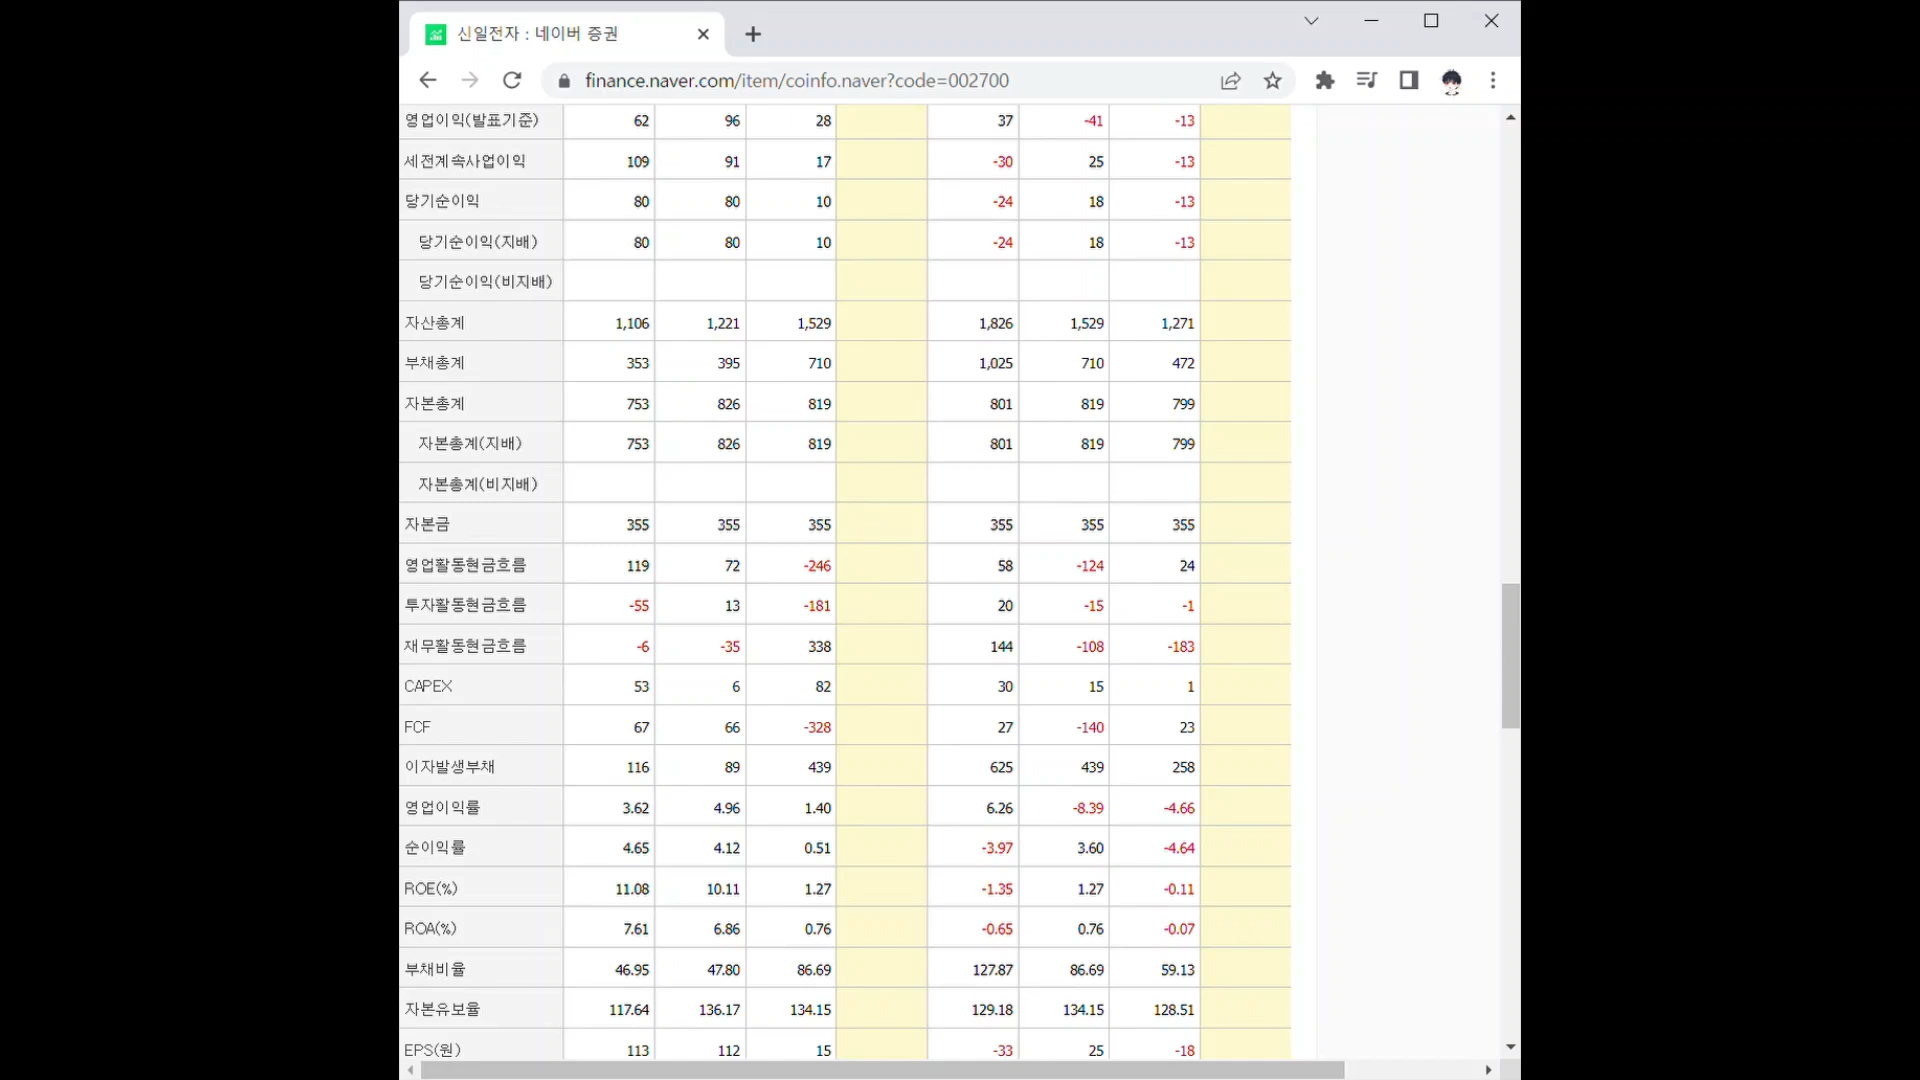 신일전자 : 네이버 증권
finance.naver.com/item/coinfo.naver?code=002700
영업이익(발표기준) 62 96 28 37 -41 -13
세전계속사업이익 109 91 17 -30 25 -13
당기순이익 80 80 10 -24 18 -13
당기순이익(지배) 80 80 10 -24 18 -13
당기순이익(비지배)
자산총계 1,106 1,221 1,529 1,826 1,529 1,271
부채총계 353 395 710 1,025 710 472
자본총계 753 826 819 801 819 799
자본총계(지배) 753 826 819 801 819 799
자본총계(비지배)
자본금 355 355 355 355 355 355
영업활동현금흐름 119 72 -246 58 -124 24
투자활동현금흐름 -55 13 -181 20 -15 -1
재무활동현금흐름 -6 -35 338 144 -108 -183
CAPEX 53 6 82 30 15 1
FCF 67 66 -328 27 -140 23
이자발생부채 116 89 439 625 439 258
영업이익률 3.62 4.96 1.40 6.26 -8.39 -4.66
순이익률 4.65 4.12 0.51 -3.97 3.60 -4.64
ROE(%) 11.08 10.11 1.27 -1.35 1.27 -0.11
ROA(%) 7.61 6.86 0.76 -0.65 0.76 -0.07
부채비율 46.95 47.80 86.69 127.87 86.69 59.13
자본유보율 117.64 136.17 134.15 129.18 134.15 128.51
EPS(원) 113 112 15 -33 25 -18